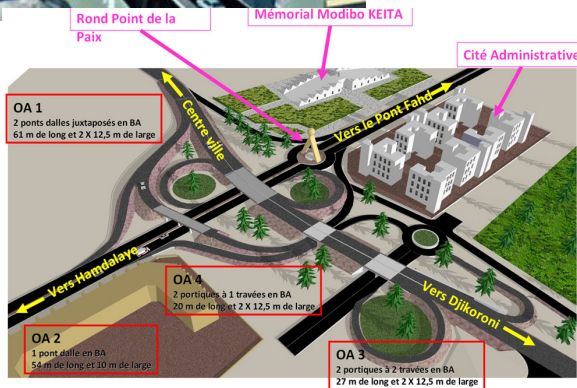 Rond Point de la
Paix
Mémorial Modibo KEITA
Cité Administrative
OA 1
2 ponts dalles juxtaposés en BA
61 m de long et 2 X 12,5 m de large
Centre ville
Vers le Pont Fahd
Vers Hamdalaye
OA 4
2 portiques à 1 travées en BA
20 m de long et 2 X 12,5 m de large
Vers Djikoroni
OA 2
1 pont dalle en BA
54 m de long et 10 m de large
OA 3
2 portiques à 2 travées en BA
27 m de long et 2 X 12,5 m de large